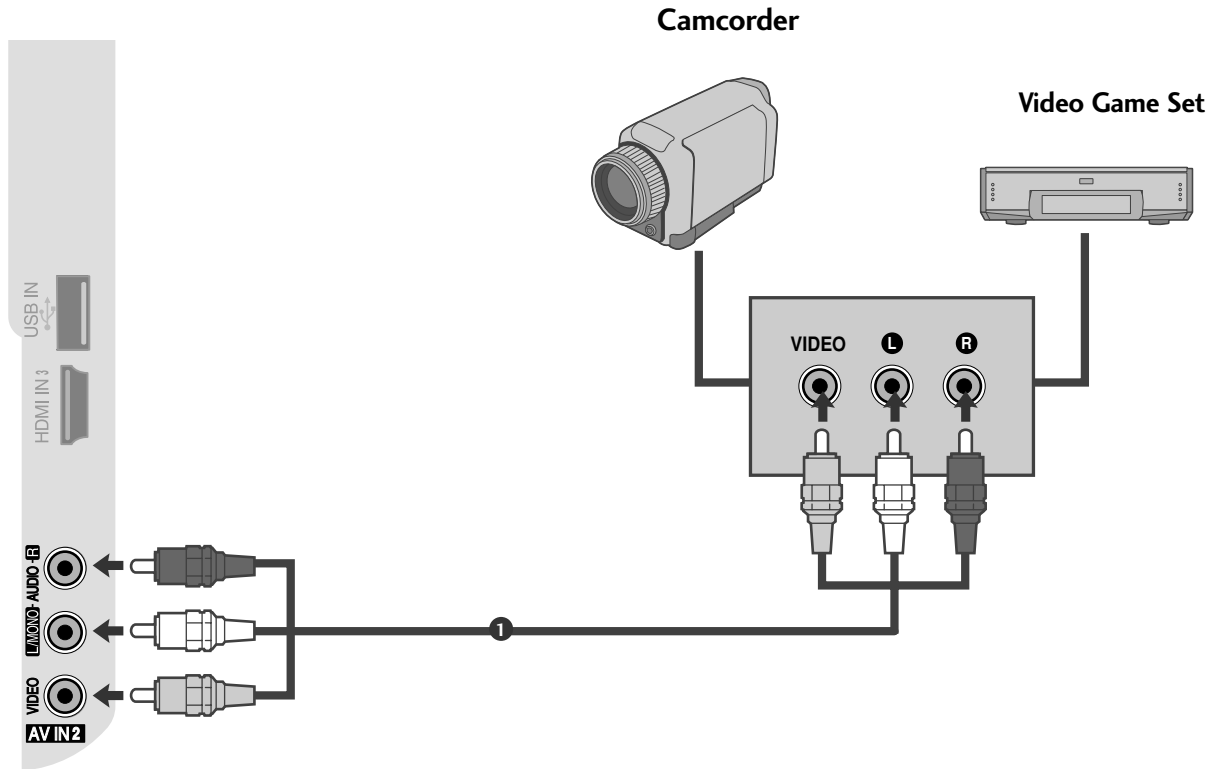 Camcorder
Video Game Set
USB IN
HDMI IN 3
VIDEO L R
L/MONO - AUDIO - R
VIDEO
AV IN 2
1